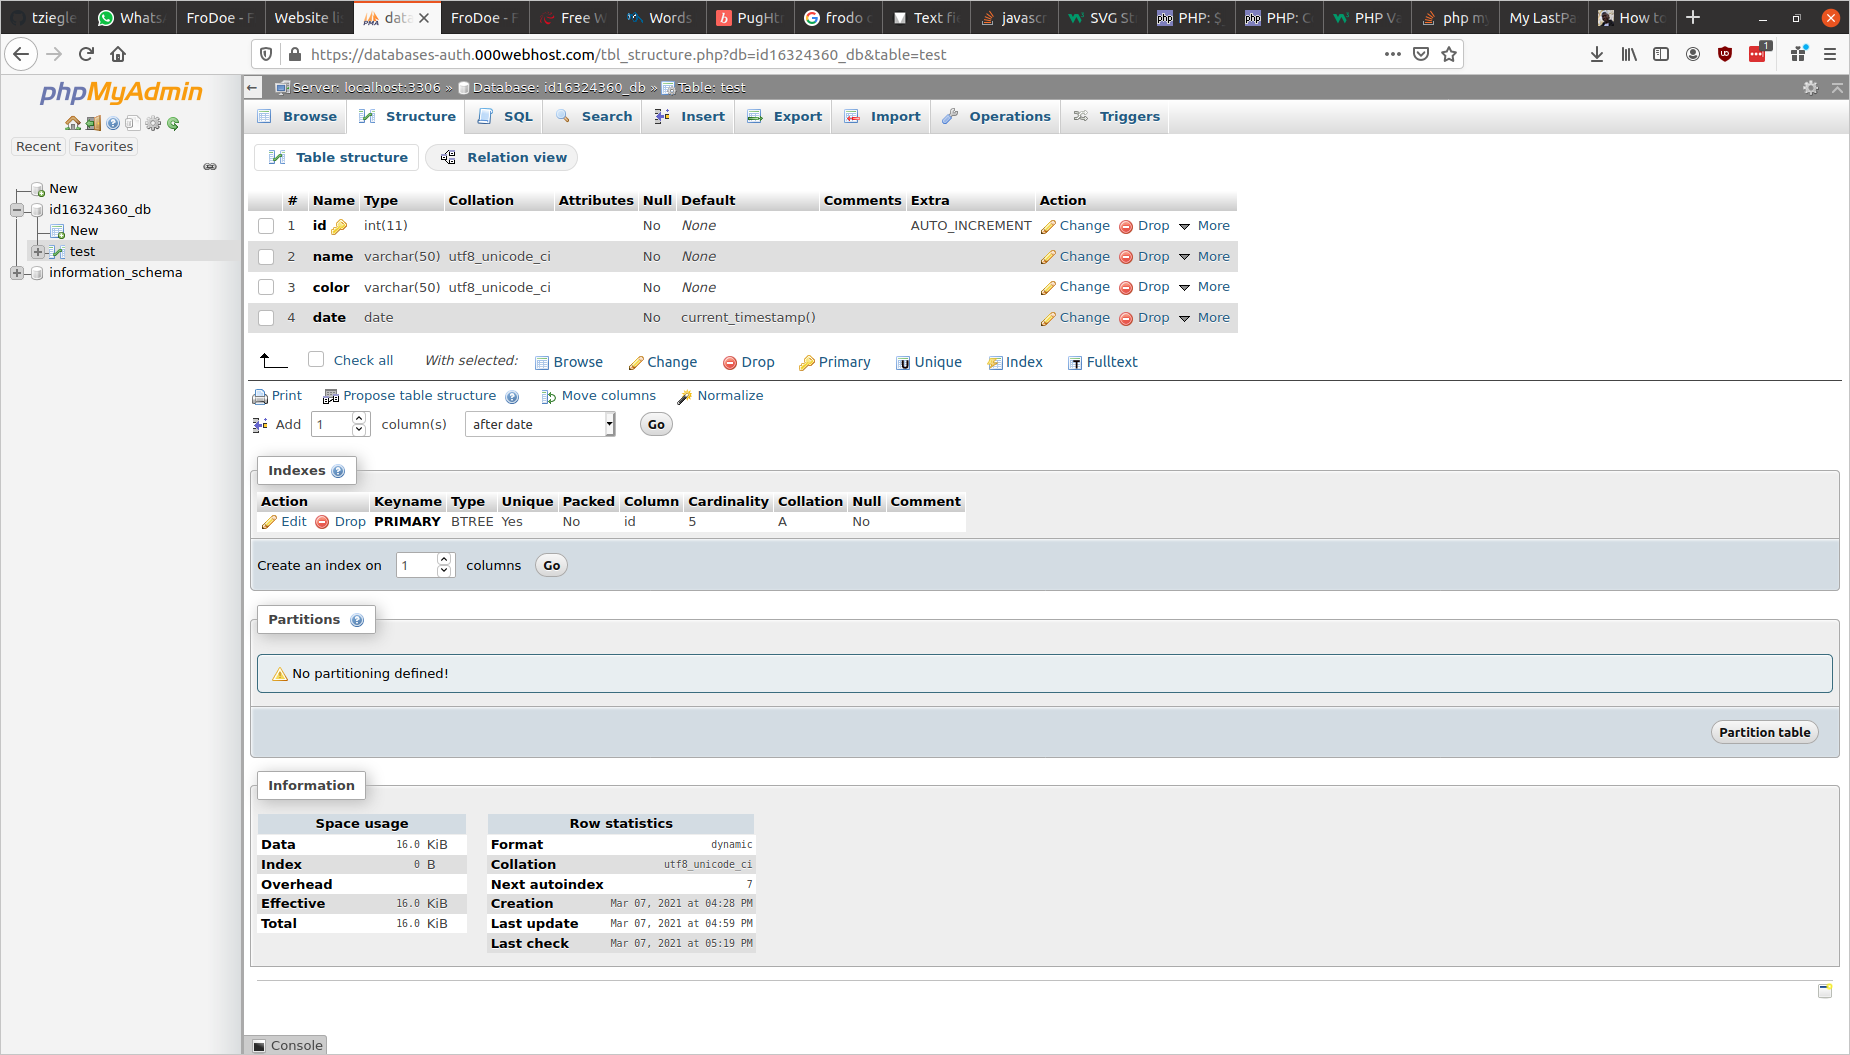 tziegle
WhatsA
FroDoe - F
Website li
data
FroDoe - F
Free W
Words
PugHt
frodo c
Text fie
javascr
SVG St
PHP: $
PHP: C
PHP Va
php my
My LastPa
How to
https://databases-auth.000webhost.com/tbl_structure.php?db=id16324360_db&table=test
phpMyAdmin
Recent Favorites
New
id16324360_db
New
test
information_schema
Server: localhost:3306 » Database: id16324360_db » Table: test
Browse Structure SQL Search Insert Export Import Operations Triggers
Table structure Relation view
# Name Type Collation Attributes Null Default Comments Extra Action
1 id int(11) No None AUTO_INCREMENT Change Drop More
2 name varchar(50) utf8_unicode_ci No None Change Drop More
3 color varchar(50) utf8_unicode_ci No None Change Drop More
4 date date No current_timestamp() Change Drop More
Check all With selected: Browse Change Drop Primary Unique Index Fulltext
Print Propose table structure Move columns Normalize
Add 1 column(s) after date Go
Indexes
Action Keyname Type Unique Packed Column Cardinality Collation Null Comment
Edit Drop PRIMARY BTREE Yes No id 5 A No
Create an index on 1 columns Go
Partitions
No partitioning defined!
Partition table
Information
Space usage
Data 16.0 KiB
Index 0 B
Overhead
Effective 16.0 KiB
Total 16.0 KiB
Row statistics
Format dynamic
Collation utf8_unicode_ci
Next autoindex 7
Creation Mar 07, 2021 at 04:28 PM
Last update Mar 07, 2021 at 04:59 PM
Last check Mar 07, 2021 at 05:19 PM
Console